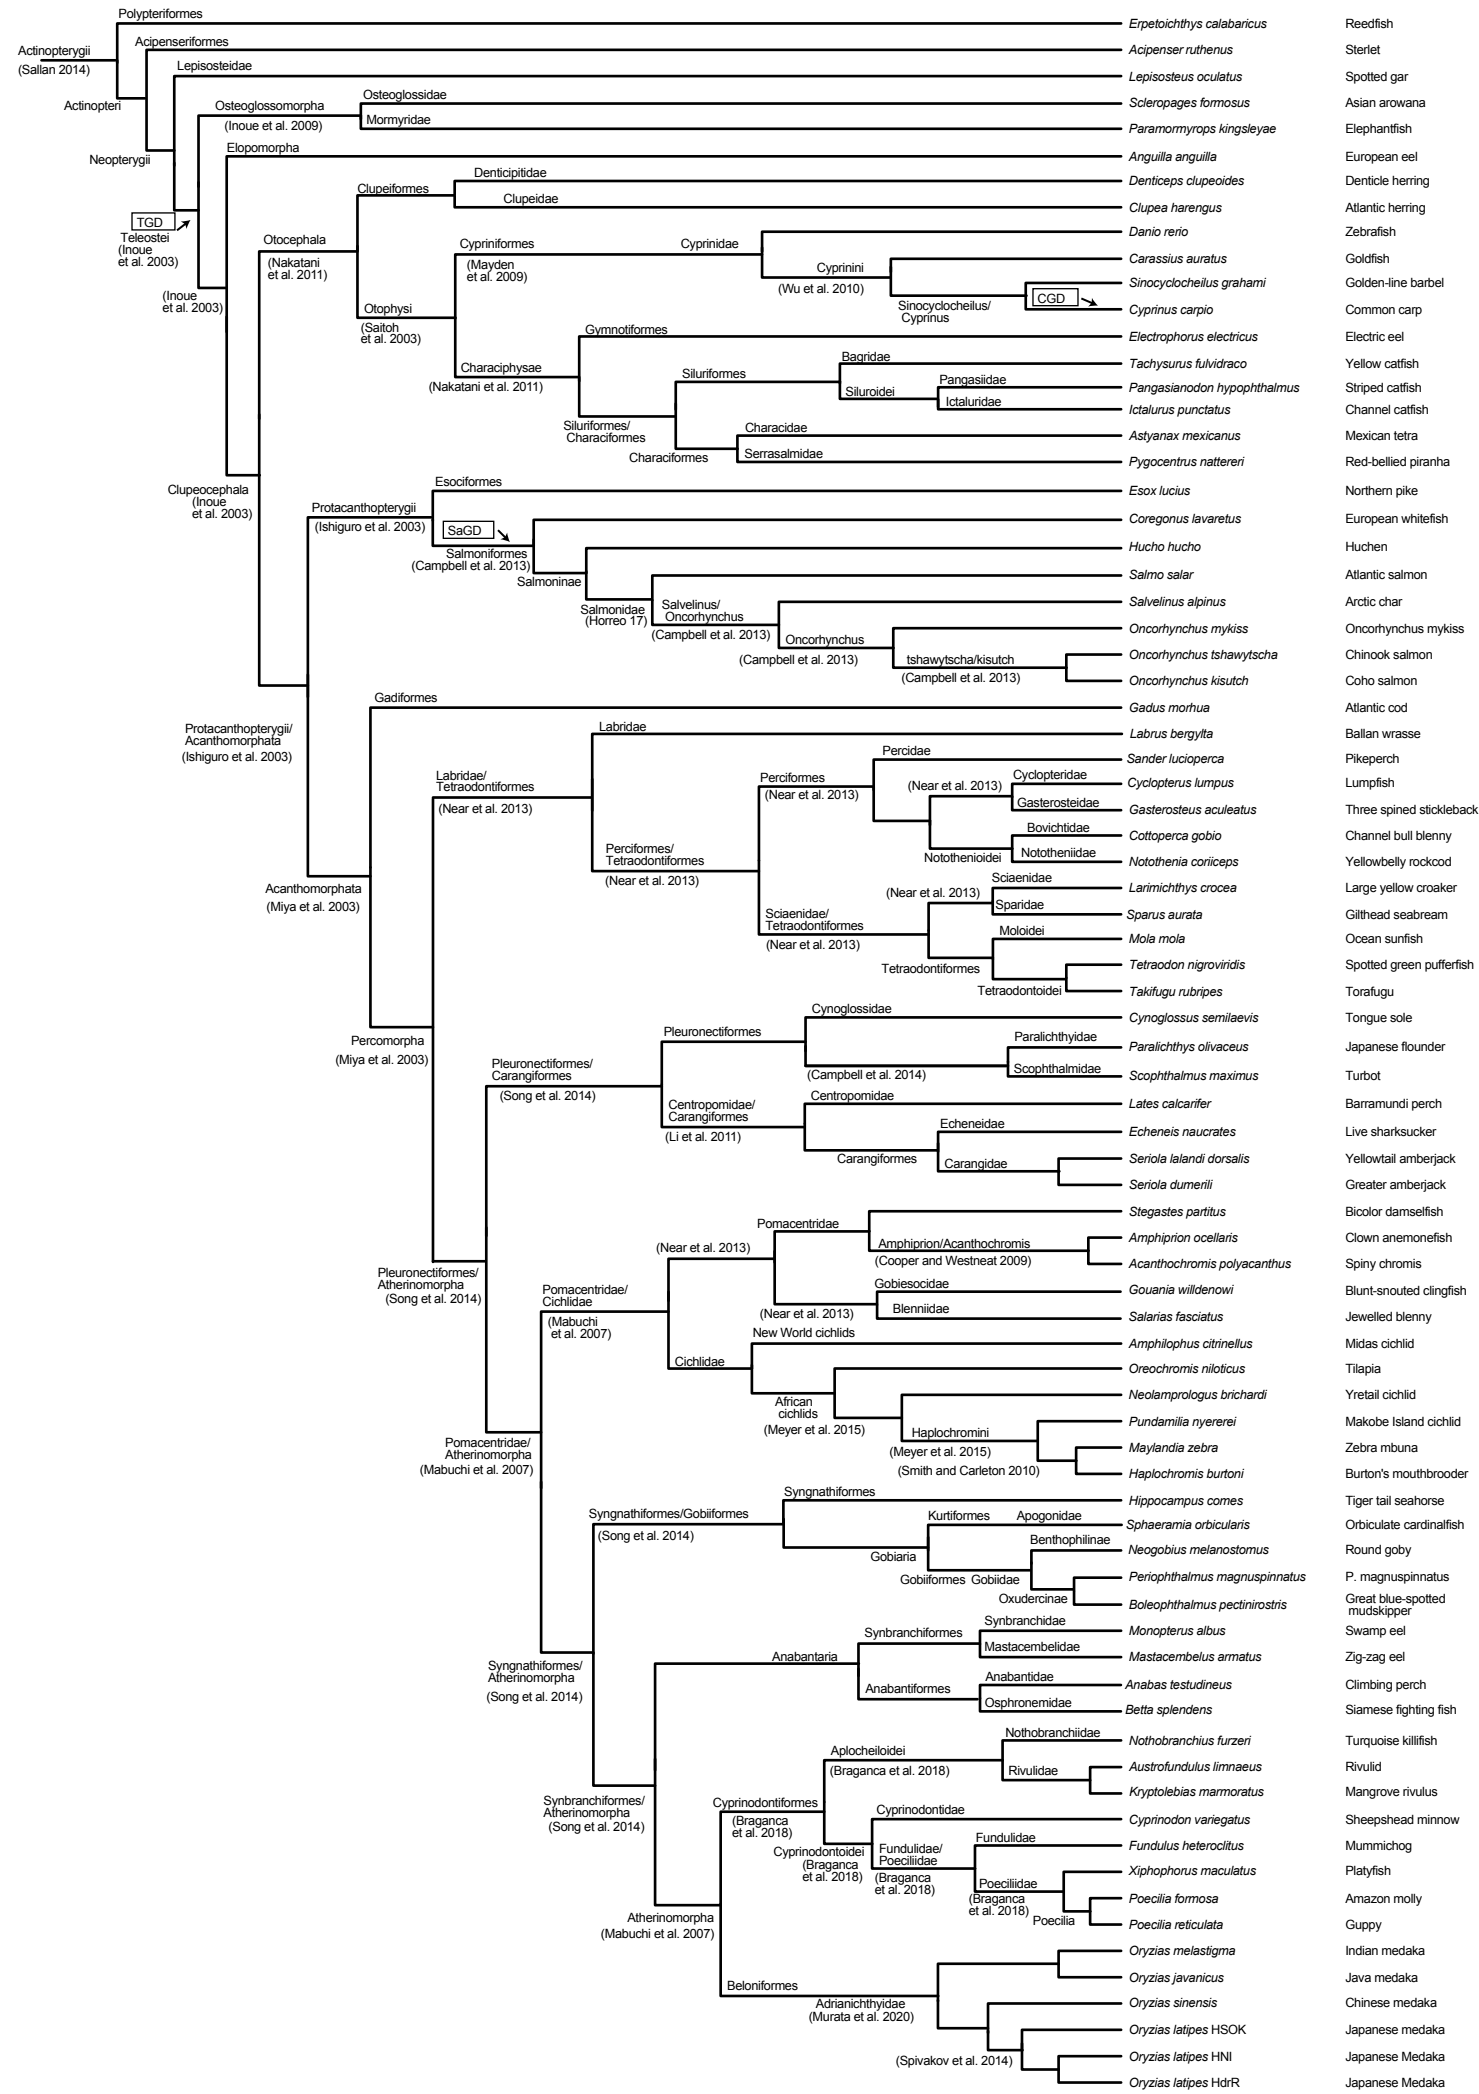 Polypteriformes
Erpetoichthys calabaricus Reedfish
Actinopterygii
(Sallan 2014)
Acipenseriformes
Acipenser ruthenus Sterlet
Actinopteri
Lepisosteidae
Lepisosteus oculatus Spotted gar
Neopterygii
Osteoglossomorpha
(Inoue et al. 2009)
Osteoglossidae
Scleropages formosus Asian arowana
Mormyridae
Paramormyrops kingsleyae Elephantfish
TGD
Teleostei
(Inoue
et al. 2003)
Elopomorpha
Anguilla anguilla European eel
(Inoue
et al. 2003)
Otocephala
(Nakatani
et al. 2011)
Clupeiformes
Denticipitidae
Denticeps clupeoides Denticle herring
Clupeidae
Clupea harengus Atlantic herring
Otophysi
(Saitoh
et al. 2003)
Cypriniformes
(Mayden
et al. 2009)
Cyprinidae
Danio rerio Zebrafish
Cyprinini
(Wu et al. 2010)
Carassius auratus Goldfish
Sinocyclocheilus/
Cyprinus
Sinocyclocheilus grahami Golden-line barbel
CGD
Cyprinus carpio Common carp
Characiphysae
(Nakatani et al. 2011)
Gymnotiformes
Electrophorus electricus Electric eel
Siluriformes/
Characiformes
Siluriformes
Bagridae
Tachysurus fulvidraco Yellow catfish
Siluroidei
Pangasiidae
Pangasianodon hypophthalmus Striped catfish
Ictaluridae
Ictalurus punctatus Channel catfish
Characiformes
Characidae
Astyanax mexicanus Mexican tetra
Serrasalmidae
Pygocentrus nattereri Red-bellied piranha
Clupeocephala
(Inoue
et al. 2003)
Protacanthopterygii
(Ishiguro et al. 2003)
Esociformes
Esox lucius Northern pike
SaGD
Salmoniformes
(Campbell et al. 2013)
Coregonus lavaretus European whitefish
Salmoninae
Hucho hucho Huchen
Salmonidae
(Horreo 17)
Salmo salar Atlantic salmon
Salvelinus/
Oncorhynchus
(Campbell et al. 2013)
Salvelinus alpinus Arctic char
Oncorhynchus
(Campbell et al. 2013)
Oncorhynchus mykiss Oncorhynchus mykiss
tshawytscha/kisutch
(Campbell et al. 2013)
Oncorhynchus tshawytscha Chinook salmon
Oncorhynchus kisutch Coho salmon
Protacanthopterygii/
Acanthomorphata
(Ishiguro et al. 2003)
Gadiformes
Gadus morhua Atlantic cod
Acanthomorphata
(Miya et al. 2003)
Labridae/
Tetraodontiformes
(Near et al. 2013)
Labridae
Labrus bergylta Ballan wrasse
Perciformes/
Tetraodontiformes
(Near et al. 2013)
Perciformes
(Near et al. 2013)
Percidae
Sander lucioperca Pikeperch
(Near et al. 2013)
Cyclopteridae
Cyclopterus lumpus Lumpfish
Gasterosteidae
Gasterosteus aculeatus Three spined stickleback
Notothenioidei
Bovichtidae
Cottoperca gobio Channel bull blenny
Nototheniidae
Notothenia coriiceps Yellowbelly rockcod
Sciaenidae/
Tetraodontiformes
(Near et al. 2013)
(Near et al. 2013)
Sciaenidae
Larimichthys crocea Large yellow croaker
Sparidae
Sparus aurata Gilthead seabream
Tetraodontiformes
Moloidei
Mola mola Ocean sunfish
Tetraodontoidei
Tetraodon nigroviridis Spotted green pufferfish
Takifugu rubripes Torafugu
Percomorpha
(Miya et al. 2003)
Pleuronectiformes/
Carangiformes
(Song et al. 2014)
Pleuronectiformes
Cynoglossidae
Cynoglossus semilaevis Tongue sole
(Campbell et al. 2014)
Paralichthyidae
Paralichthys olivaceus Japanese flounder
Scophthalmidae
Scophthalmus maximus Turbot
Centropomidae/
Carangiformes
(Li et al. 2011)
Centropomidae
Lates calcarifer Barramundi perch
Carangiformes
Echeneidae
Echeneis naucrates Live sharksucker
Carangidae
Seriola lalandi dorsalis Yellowtail amberjack
Seriola dumerili Greater amberjack
Pleuronectiformes/
Atherinomorpha
(Song et al. 2014)
Pomacentridae/
Cichlidae
(Mabuchi
et al. 2007)
(Near et al. 2013)
Pomacentridae
Stegastes partitus Bicolor damselfish
Amphiprion/Acanthochromis
(Cooper and Westneat 2009)
Amphiprion ocellaris Clown anemonefish
Acanthochromis polyacanthus Spiny chromis
(Near et al. 2013)
Gobiesocidae
Gouania willdenowi Blunt-snouted clingfish
Blenniidae
Salarias fasciatus Jewelled blenny
Cichlidae
New World cichlids
Amphilophus citrinellus Midas cichlid
African
cichlids
(Meyer et al. 2015)
Oreochromis niloticus Tilapia
Neolamprologus brichardi Yretail cichlid
Haplochromini
(Meyer et al. 2015)
(Smith and Carleton 2010)
Pundamilia nyererei Makobe Island cichlid
Maylandia zebra Zebra mbuna
Haplochromis burtoni Burton's mouthbrooder
Pomacentridae/
Atherinomorpha
(Mabuchi et al. 2007)
Syngnathiformes/Gobiiformes
(Song et al. 2014)
Syngnathiformes
Hippocampus comes Tiger tail seahorse
Gobiaria
Kurtiformes Apogonidae
Sphaeramia orbicularis Orbiculate cardinalfish
Gobiiformes Gobiidae
Benthophilinae
Neogobius melanostomus Round goby
Oxudercinae
Periophthalmus magnuspinnatus P. magnuspinnatus
Boleophthalmus pectinirostris Great blue-spotted
mudskipper
Syngnathiformes/
Atherinomorpha
(Song et al. 2014)
Anabantaria
Synbranchiformes
Synbranchidae
Monopterus albus Swamp eel
Mastacembelidae
Mastacembelus armatus Zig-zag eel
Anabantiformes
Anabantidae
Anabas testudineus Climbing perch
Osphronemidae
Betta splendens Siamese fighting fish
Synbranchiformes/
Atherinomorpha
(Song et al. 2014)
Cyprinodontiformes
(Braganca
et al. 2018)
Aplocheiloidei
(Braganca et al. 2018)
Nothobranchiidae
Nothobranchius furzeri Turquoise killifish
Rivulidae
Austrofundulus limnaeus Rivulid
Kryptolebias marmoratus Mangrove rivulus
Cyprinodontoidei
(Braganca
et al. 2018)
Cyprinodontidae
Cyprinodon variegatus Sheepshead minnow
Fundulidae/
Poeciliidae
(Braganca
et al. 2018)
Fundulidae
Fundulus heteroclitus Mummichog
Poeciliidae
(Braganca
et al. 2018)
Xiphophorus maculatus Platyfish
Poecilia
Poecilia formosa Amazon molly
Poecilia reticulata Guppy
Atherinomorpha
(Mabuchi et al. 2007)
Beloniformes
Adrianichthyidae
(Murata et al. 2020)
Oryzias melastigma Indian medaka
Oryzias javanicus Java medaka
Oryzias sinensis Chinese medaka
(Spivakov et al. 2014)
Oryzias latipes HSOK Japanese medaka
Oryzias latipes HNI Japanese Medaka
Oryzias latipes HdrR Japanese Medaka